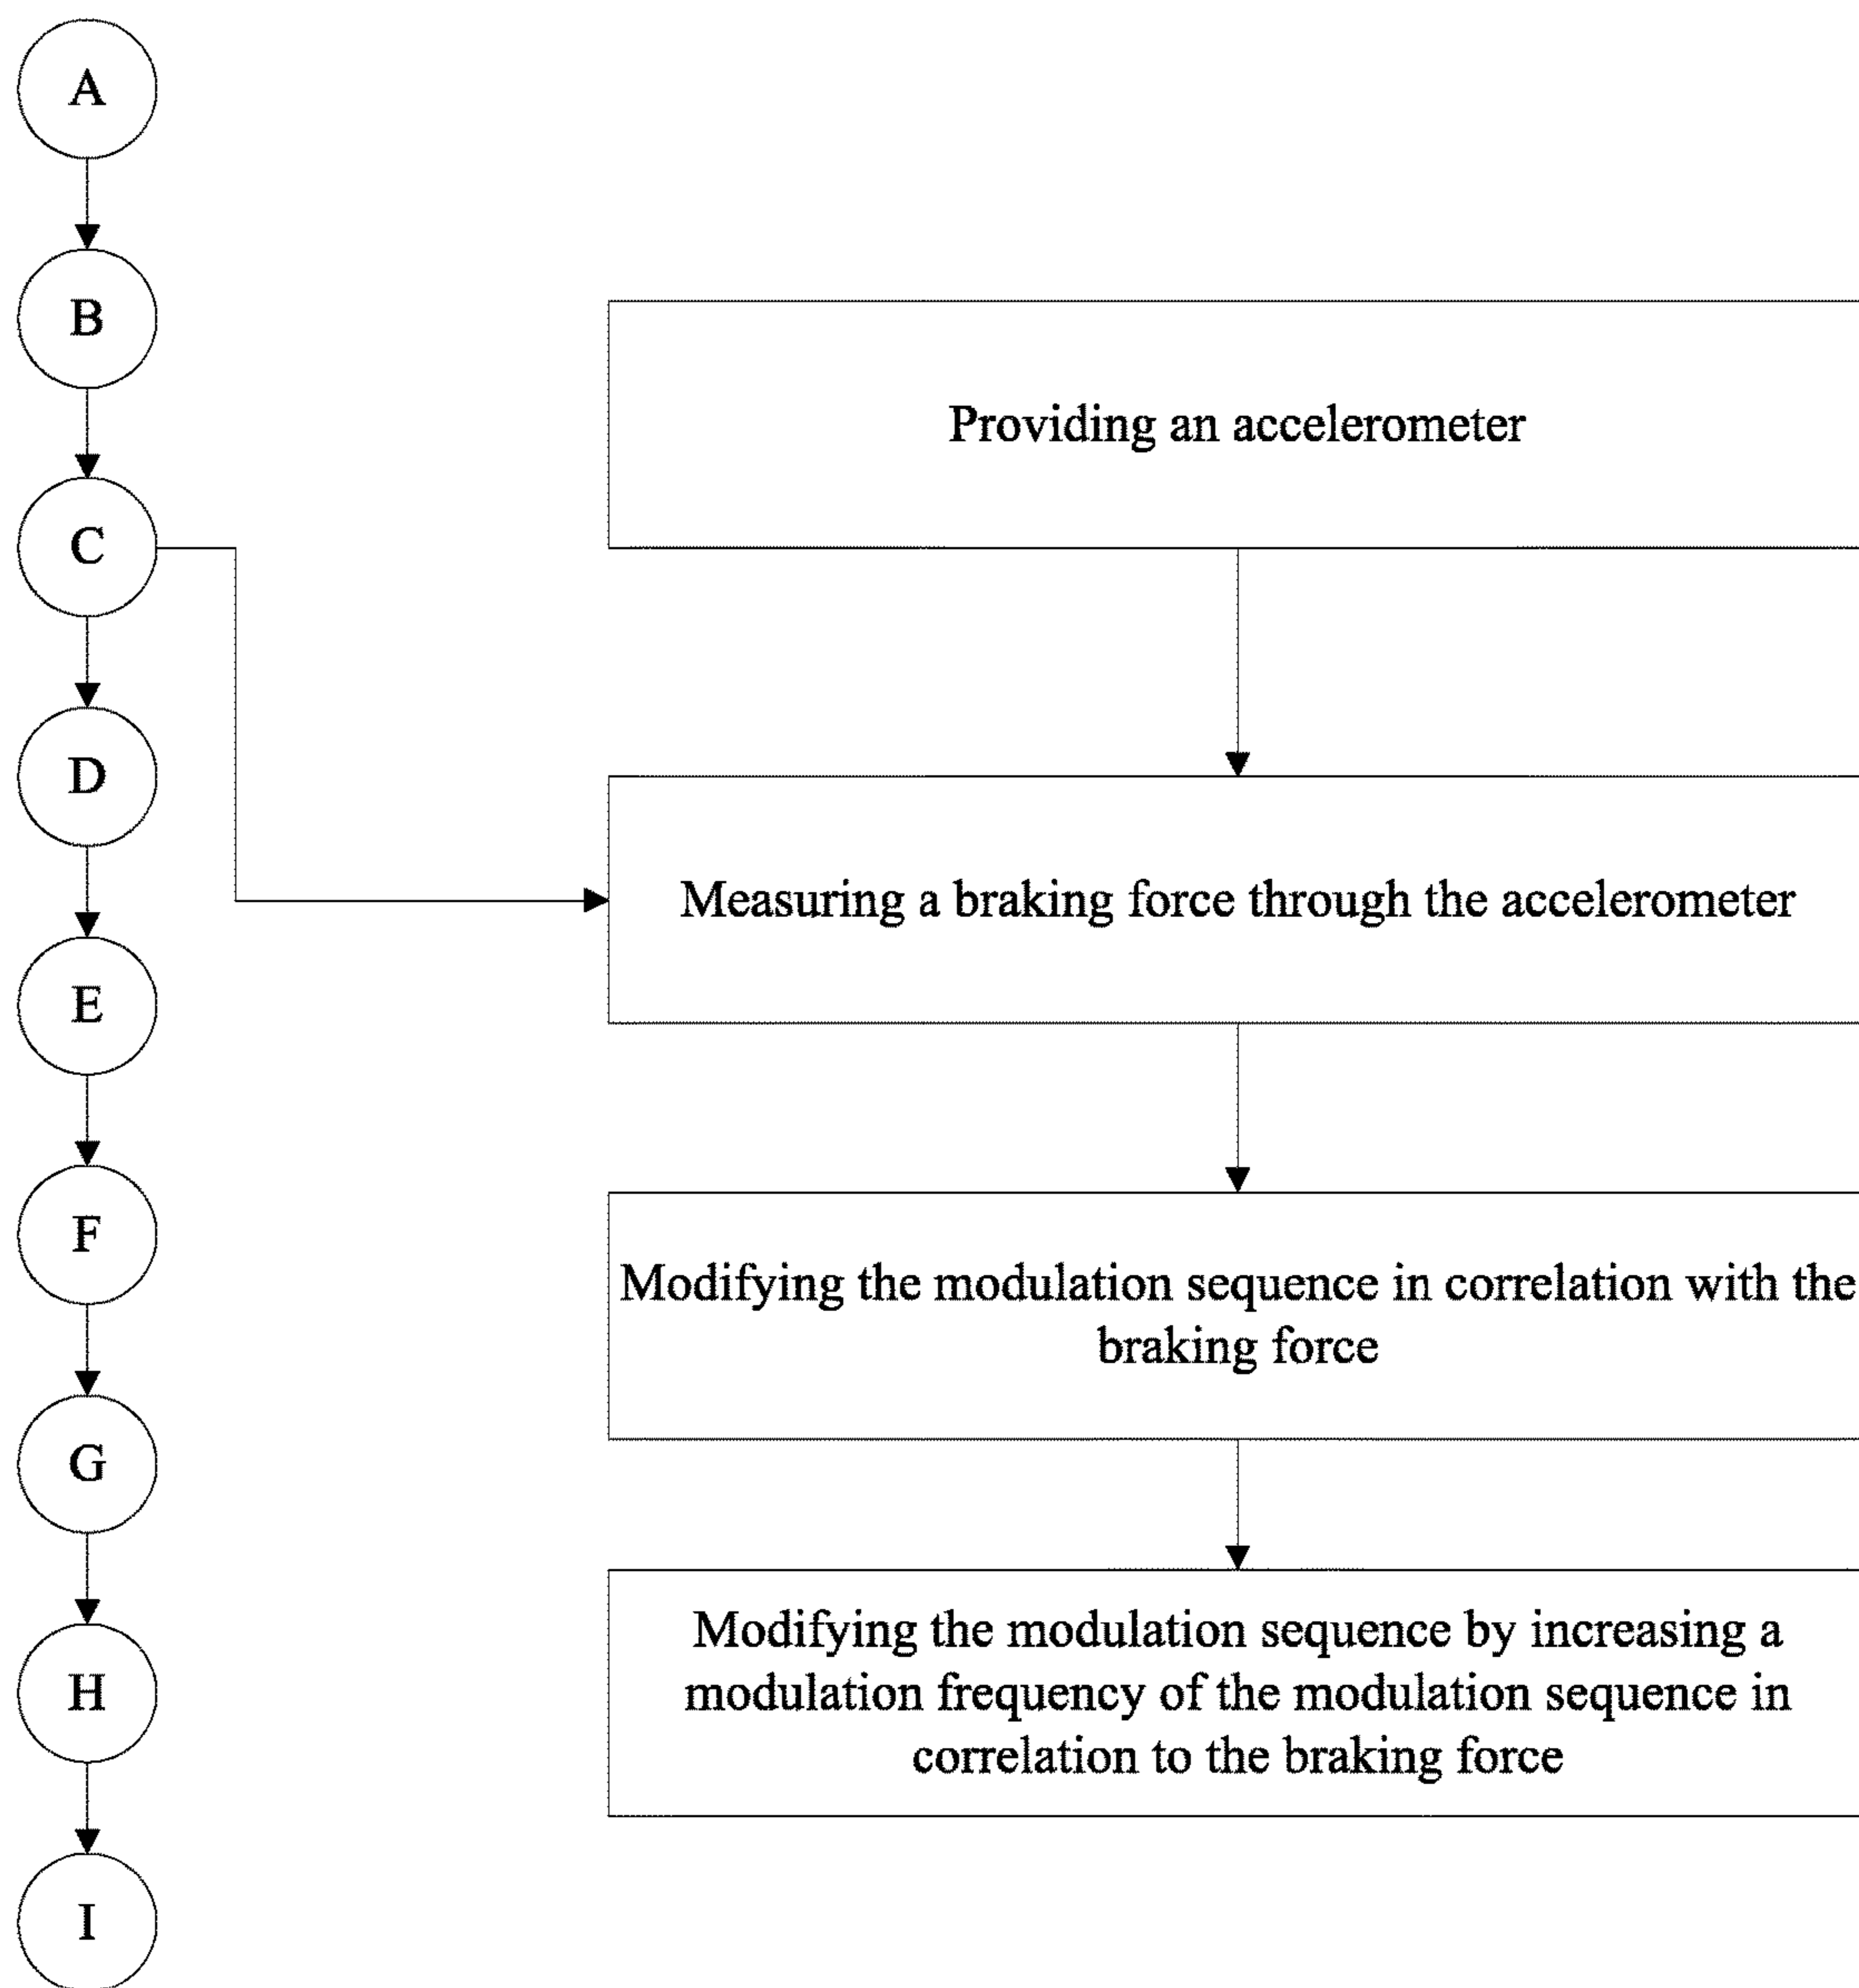 A
B
C
D
E
F
G
H
I
Providing an accelerometer
Measuring a braking force through the accelerometer
Modifying the modulation sequence in correlation with the
braking force
Modifying the modulation sequence by increasing a
modulation frequency of the modulation sequence in
correlation to the braking force